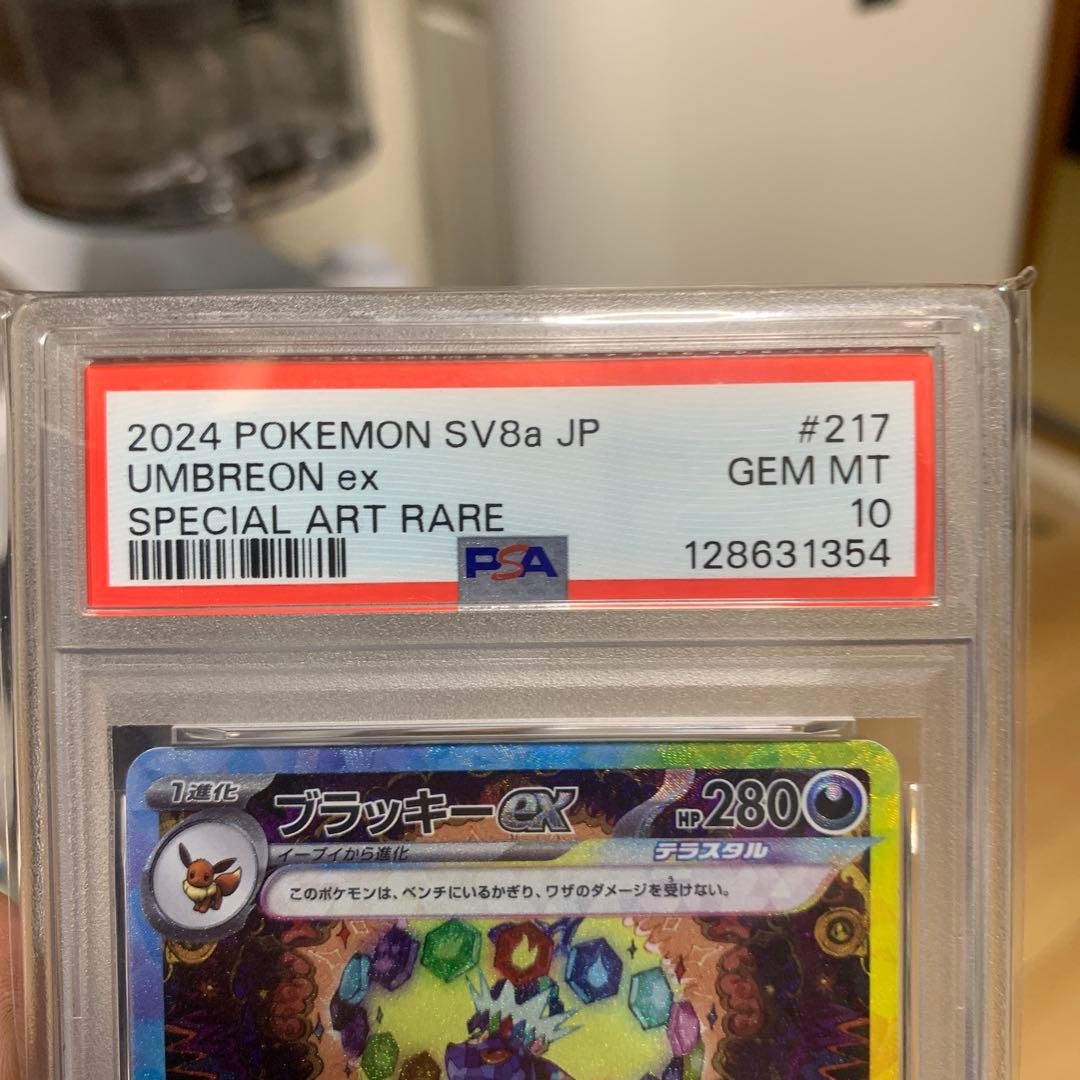 2024 POKEMON SV8a JP #217
UMBREON ex GEM MT
SPECIAL ART RARE 10
PSA 128631354
1進化 ブラッキーex HP280
イーブイから進化 テラスタル
このポケモンは、ベンチにいるかぎり、ワザのダメージを受けない。